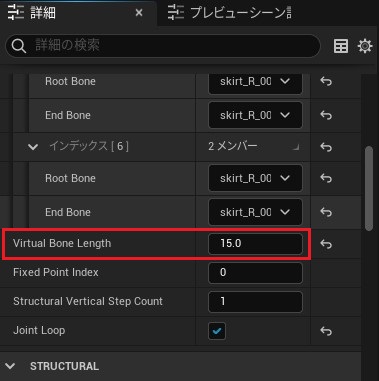 詳細
プレビューシーン
詳細の検索
Root Bone
skirt_R_00
End Bone
skirt_R_00
インデックス [ 6 ]
2 メンバー
Root Bone
skirt_R_00
End Bone
skirt_R_00
Virtual Bone Length
15.0
Fixed Point Index
0
Structural Vertical Step Count
1
Joint Loop
STRUCTURAL